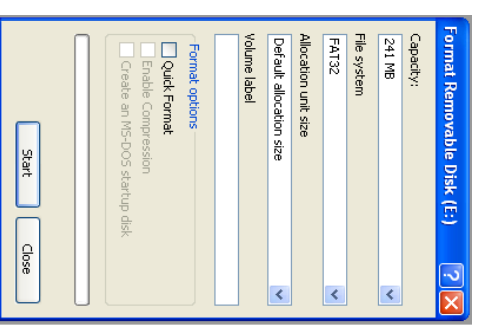 Format Removable Disk (E:)
Capacity:
241 MB
File system
FAT32
Allocation unit size
Default allocation size
Volume label
Format options
Quick Format
Enable Compression
Create an MS-DOS startup disk
Start
Close